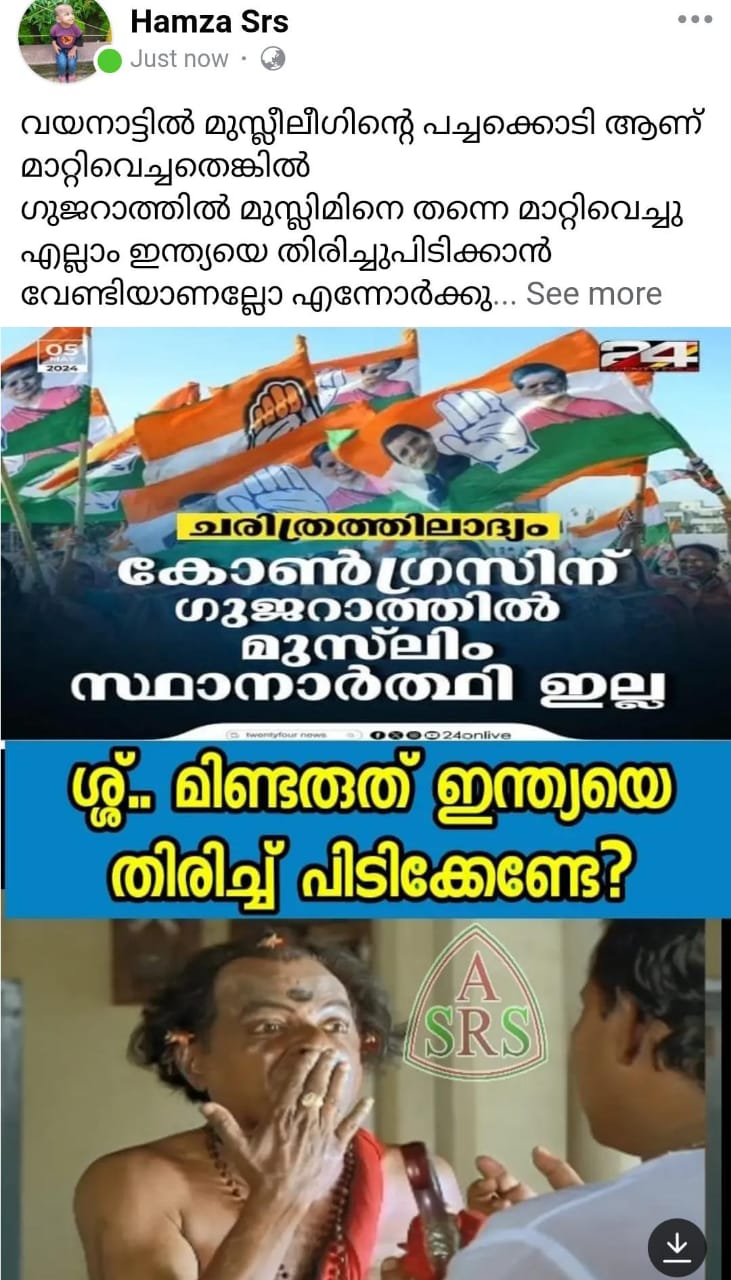 Hamza Srs
Just now ·
വയനാട്ടിൽ മുസ്ലീലീഗിന്റെ പച്ചക്കൊടി ആണ്
മാറ്റിവെച്ചതെങ്കിൽ
ഗുജറാത്തിൽ മുസ്ലിമിനെ തന്നെ മാറ്റിവെച്ചു
എല്ലാം ഇന്ത്യയെ തിരിച്ചുപിടിക്കാൻ
വേണ്ടിയാണല്ലോ എന്നോർക്കു... See more
05
MAY
2024
24
ചരിത്രത്തിലാദ്യം
കോൺഗ്രസിന്
ഗുജറാത്തിൽ
മുസ്‌ലിം
സ്ഥാനാർത്ഥി ഇല്ല
twentyfour news
24onlive
ശ്ശ്.. മിണ്ടരുത് ഇന്ത്യയെ
തിരിച്ച് പിടിക്കേണ്ടേ?
A
SRS